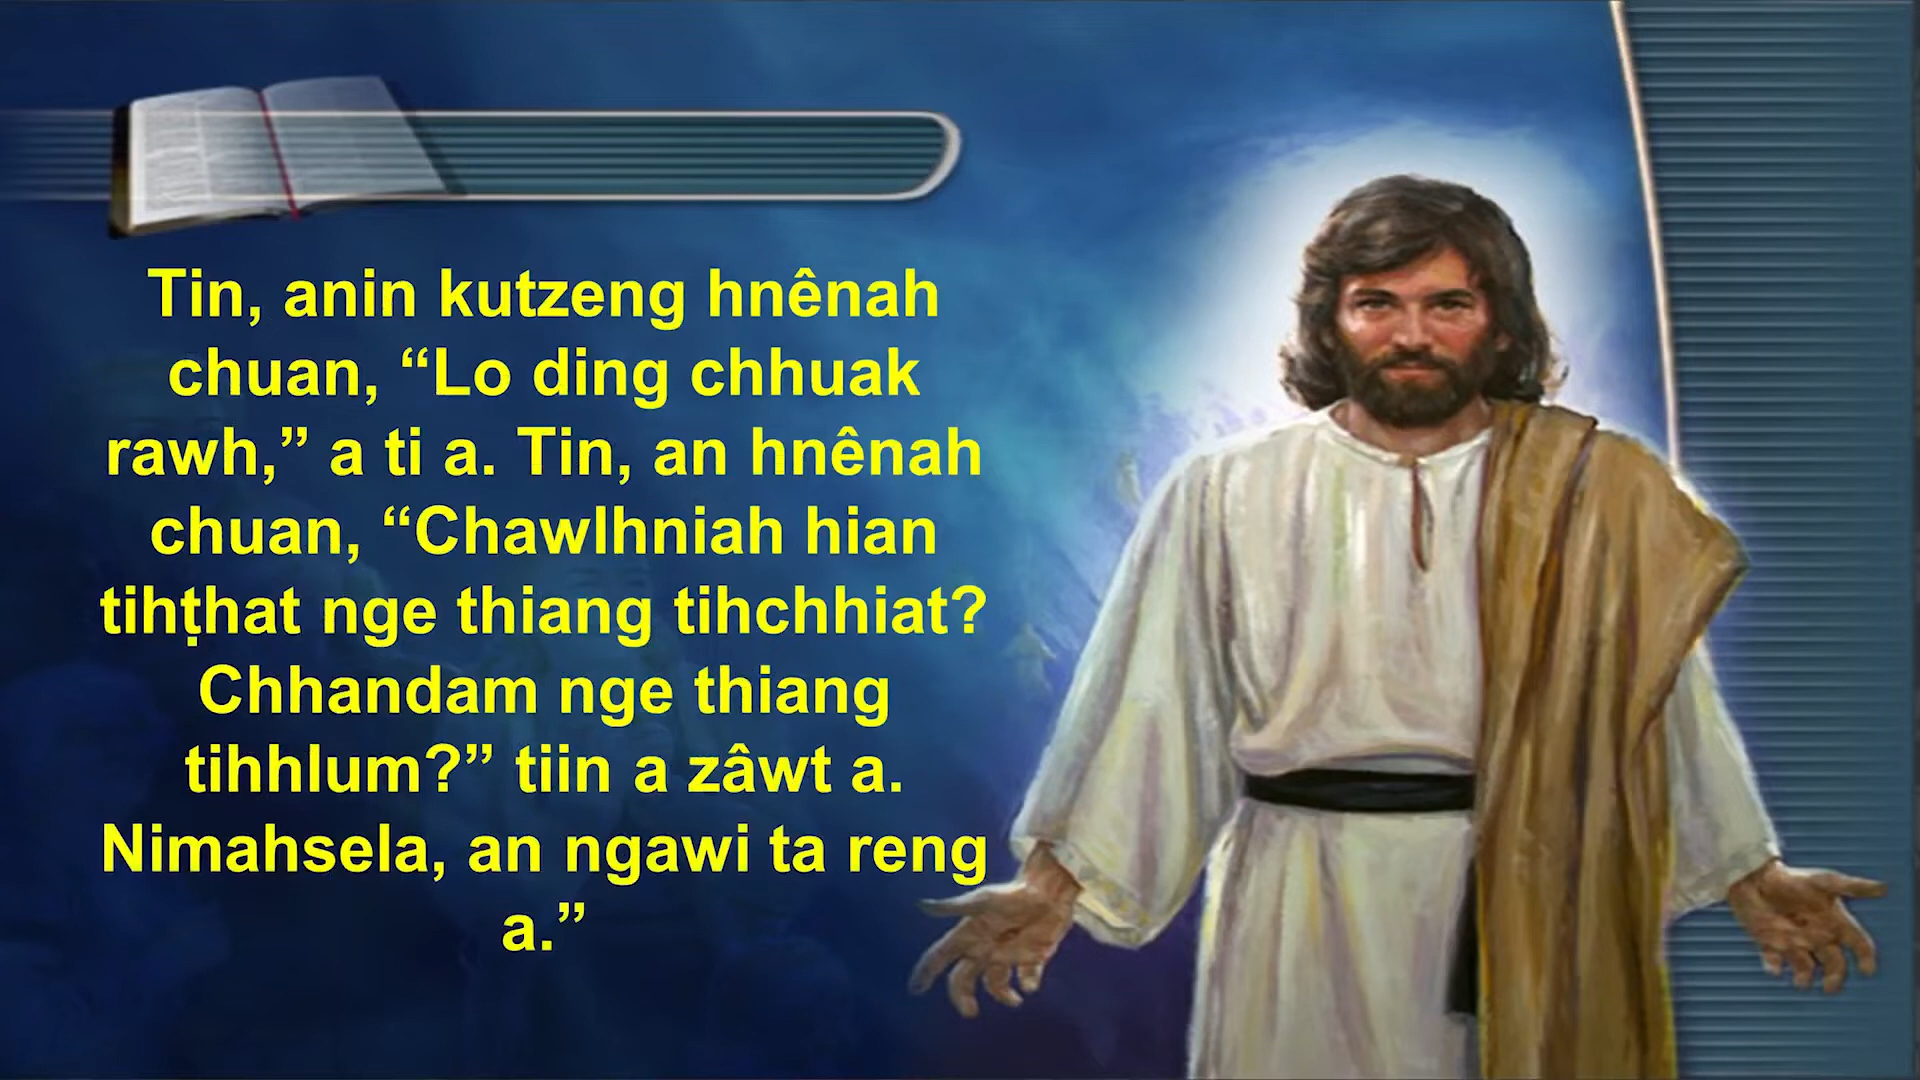 Tin, anin kutzeng hnênah
chuan, “Lo ding chhuak
rawh,” a ti a. Tin, an hnênah
chuan, “Chawlhniah hian
tihṭhat nge thiang tihchhiat?
Chhandam nge thiang
tihhlum?” tiin a zâwt a.
Nimahsela, an ngawi ta reng
a.”